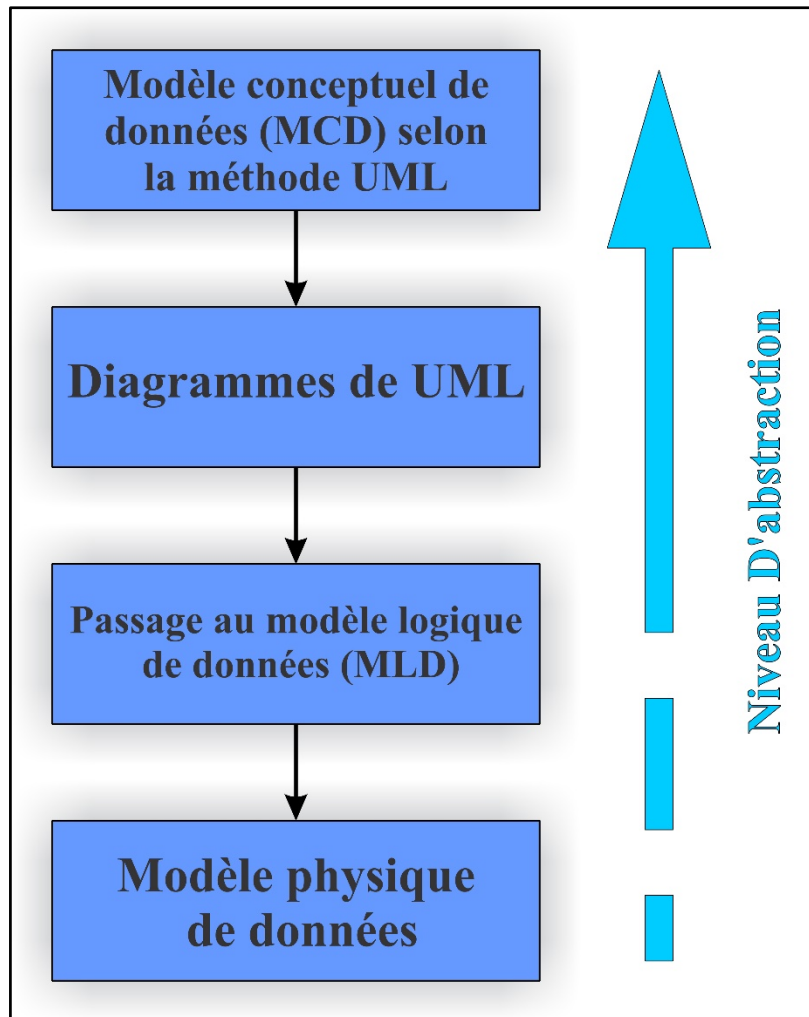 Modèle conceptuel de
données (MCD) selon
la méthode UML
Diagrammes de UML
Passage au modèle logique
de données (MLD)
Modèle physique
de données
Niveau D'abstraction